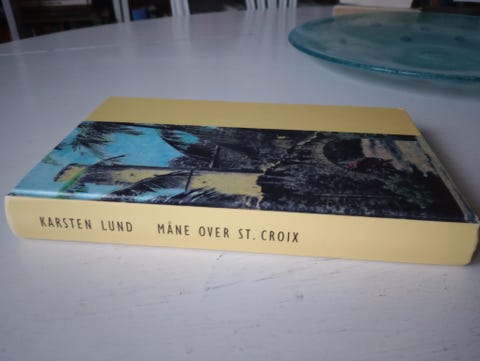 KARSTEN LUND MÅNE OVER ST. CROIX